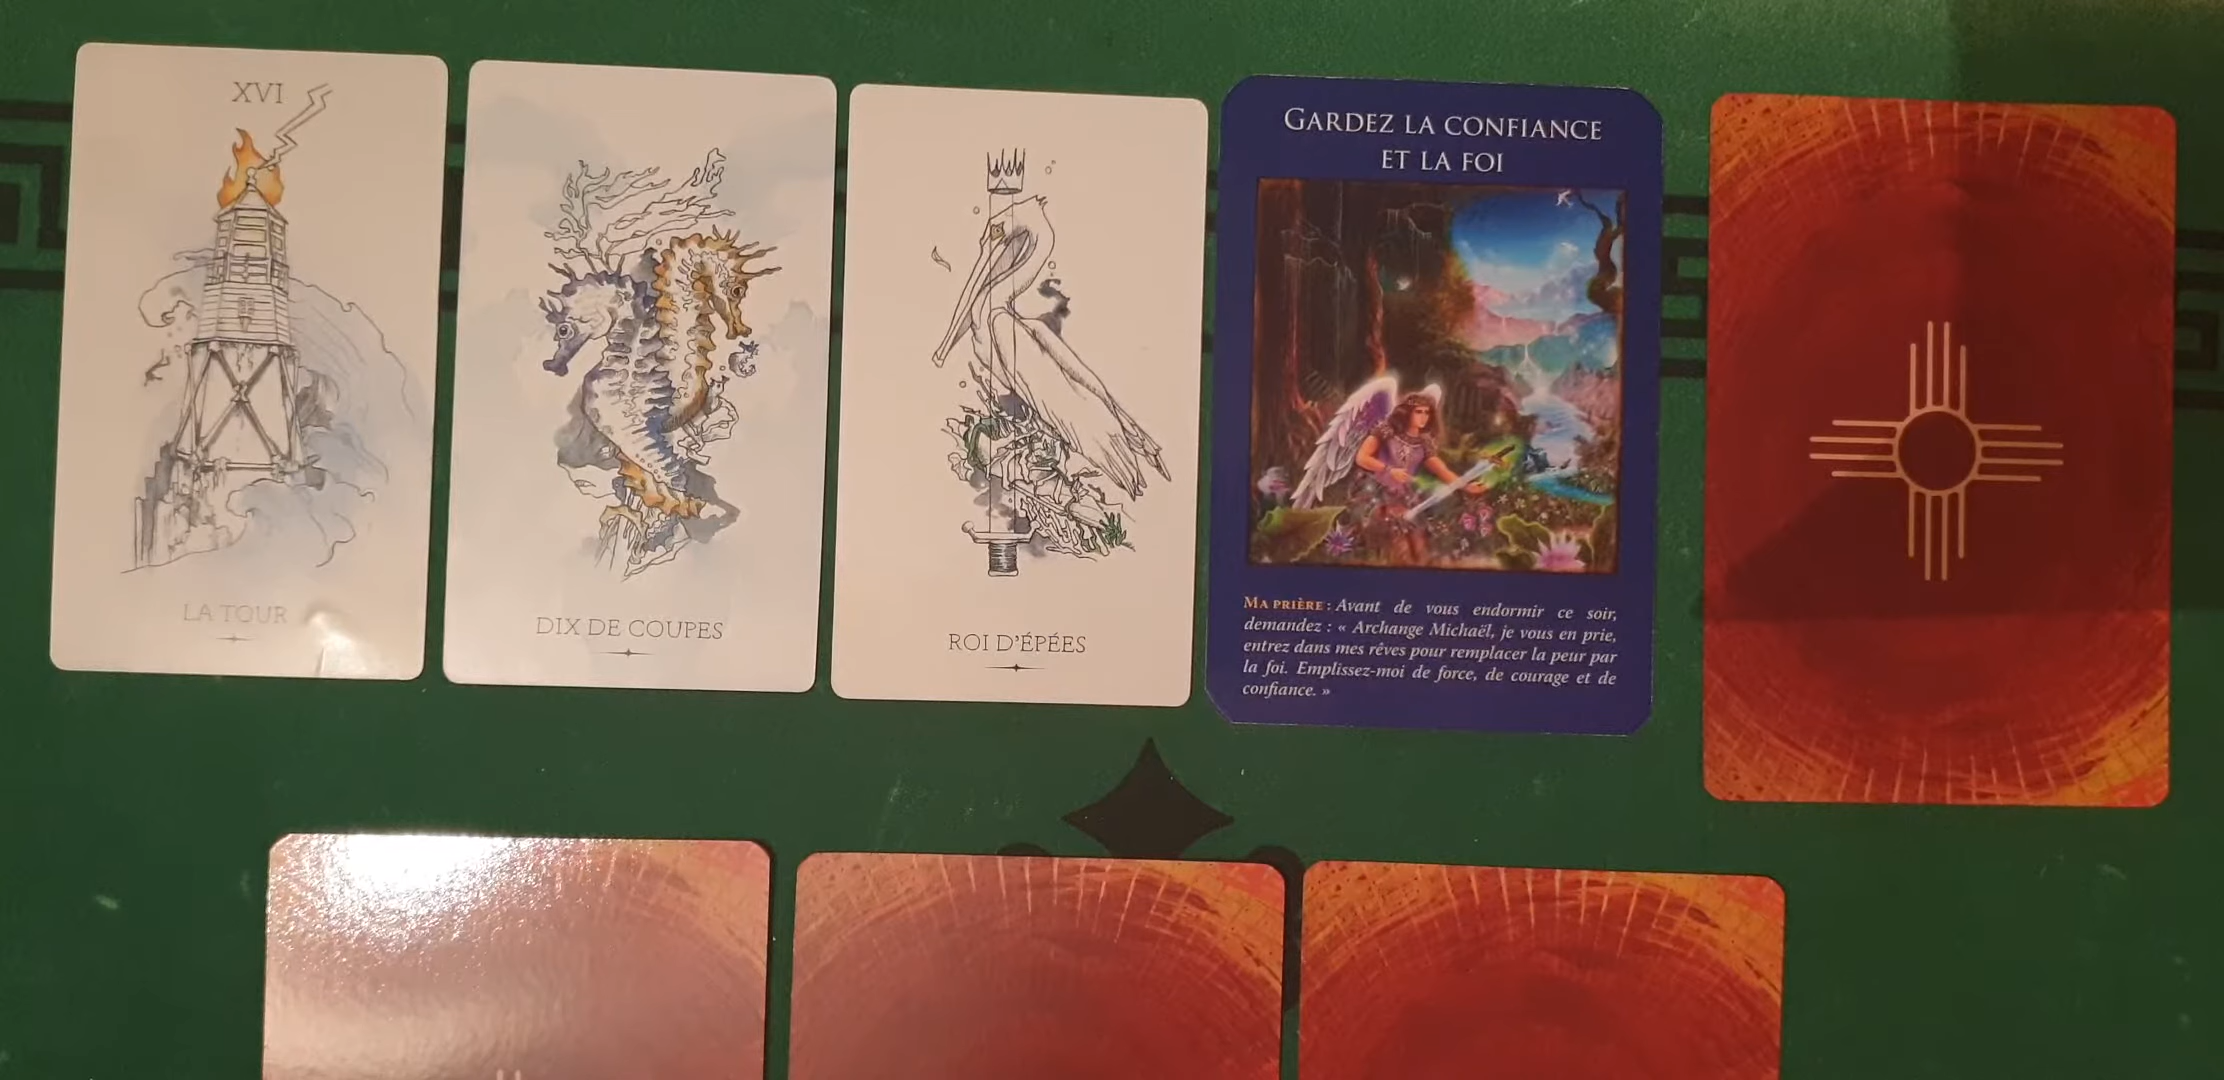 XVI
LA TOUR
DIX DE COUPES
ROI D'ÉPÉES
GARDEZ LA CONFIANCE
ET LA FOI
MA PRIÈRE : Avant de vous endormir ce soir,
demandez : « Archange Michaël, je vous en prie,
entrez dans mes rêves pour remplacer la peur par
la foi. Emplissez-moi de force, de courage et de
confiance. »